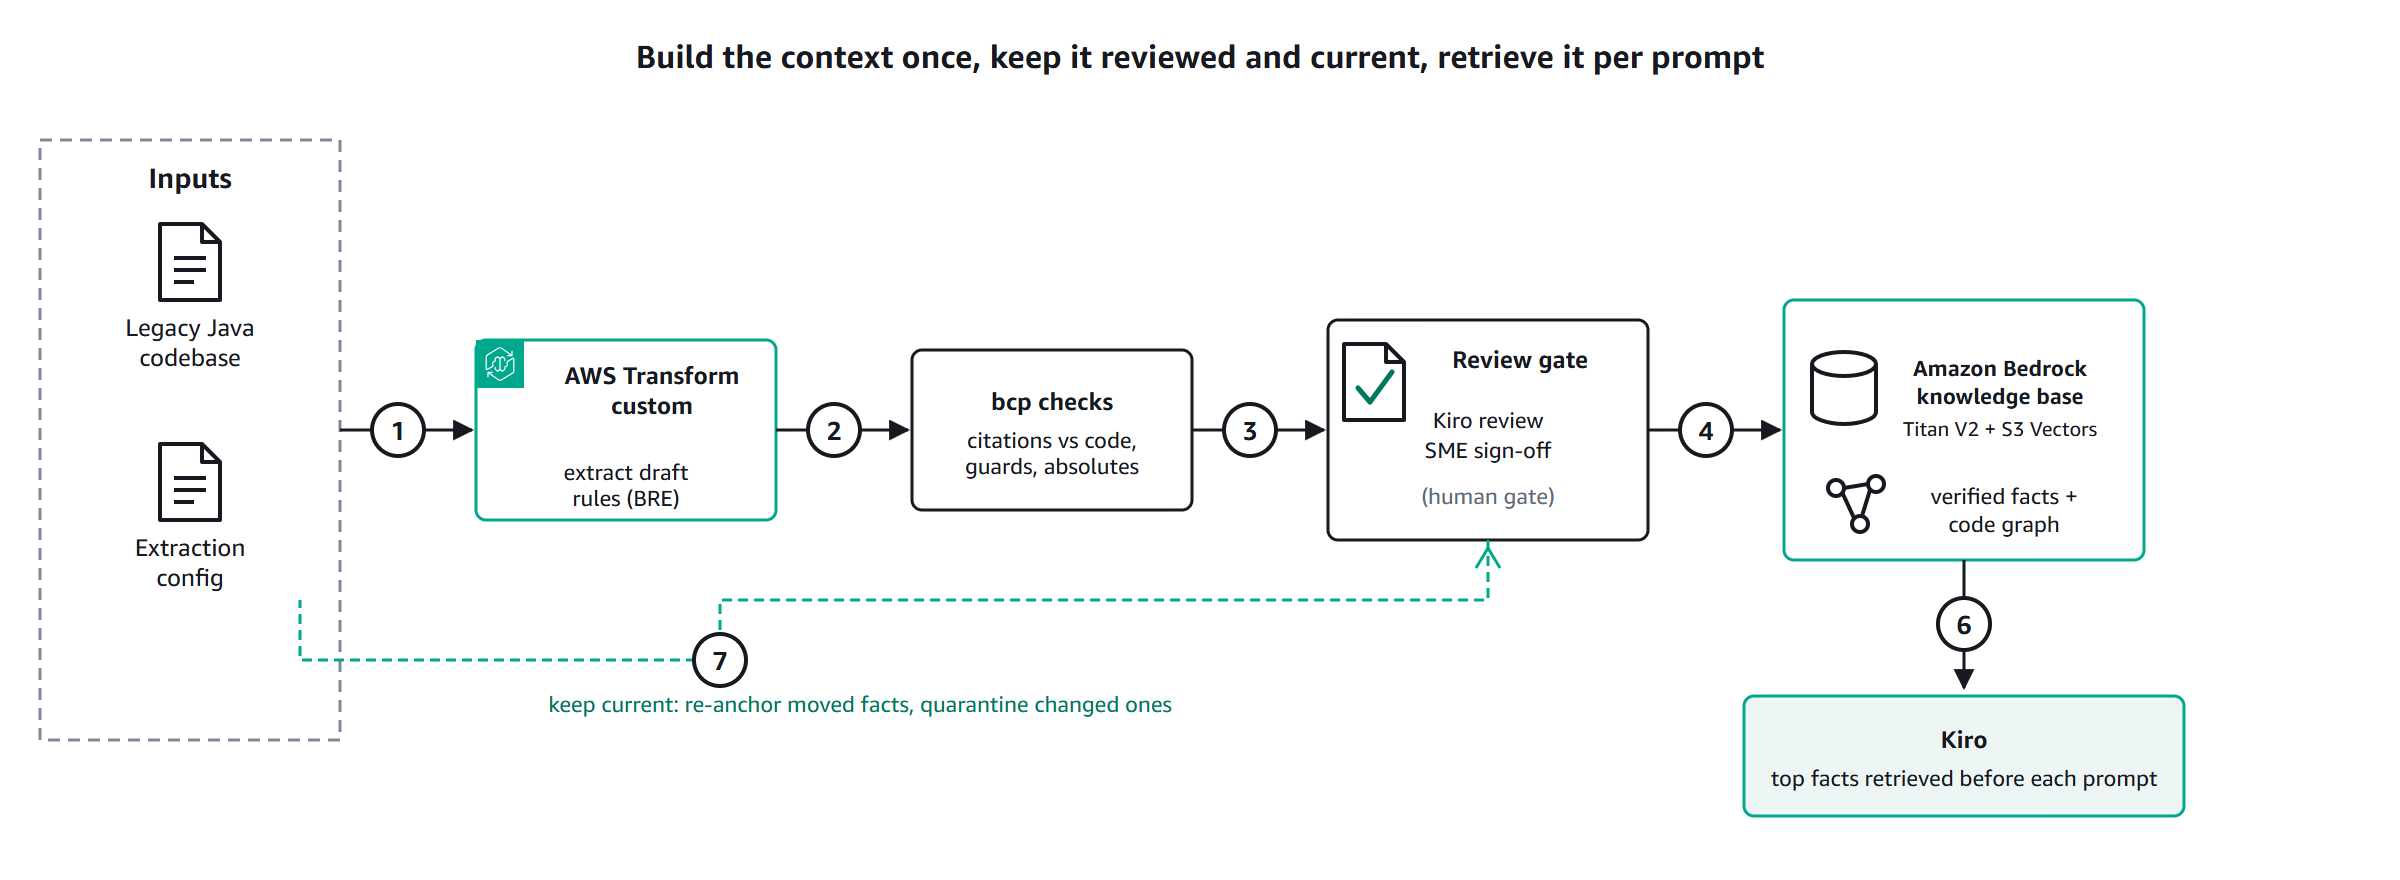 Build the context once, keep it reviewed and current, retrieve it per prompt
Inputs
Legacy Java
codebase
Extraction
config
1
AWS Transform
custom
extract draft
rules (BRE)
2
bcp checks
citations vs code,
guards, absolutes
3
Review gate
Kiro review
SME sign-off
(human gate)
4
Amazon Bedrock
knowledge base
Titan V2 + S3 Vectors
verified facts +
code graph
6
Kiro
top facts retrieved before each prompt
7
keep current: re-anchor moved facts, quarantine changed ones